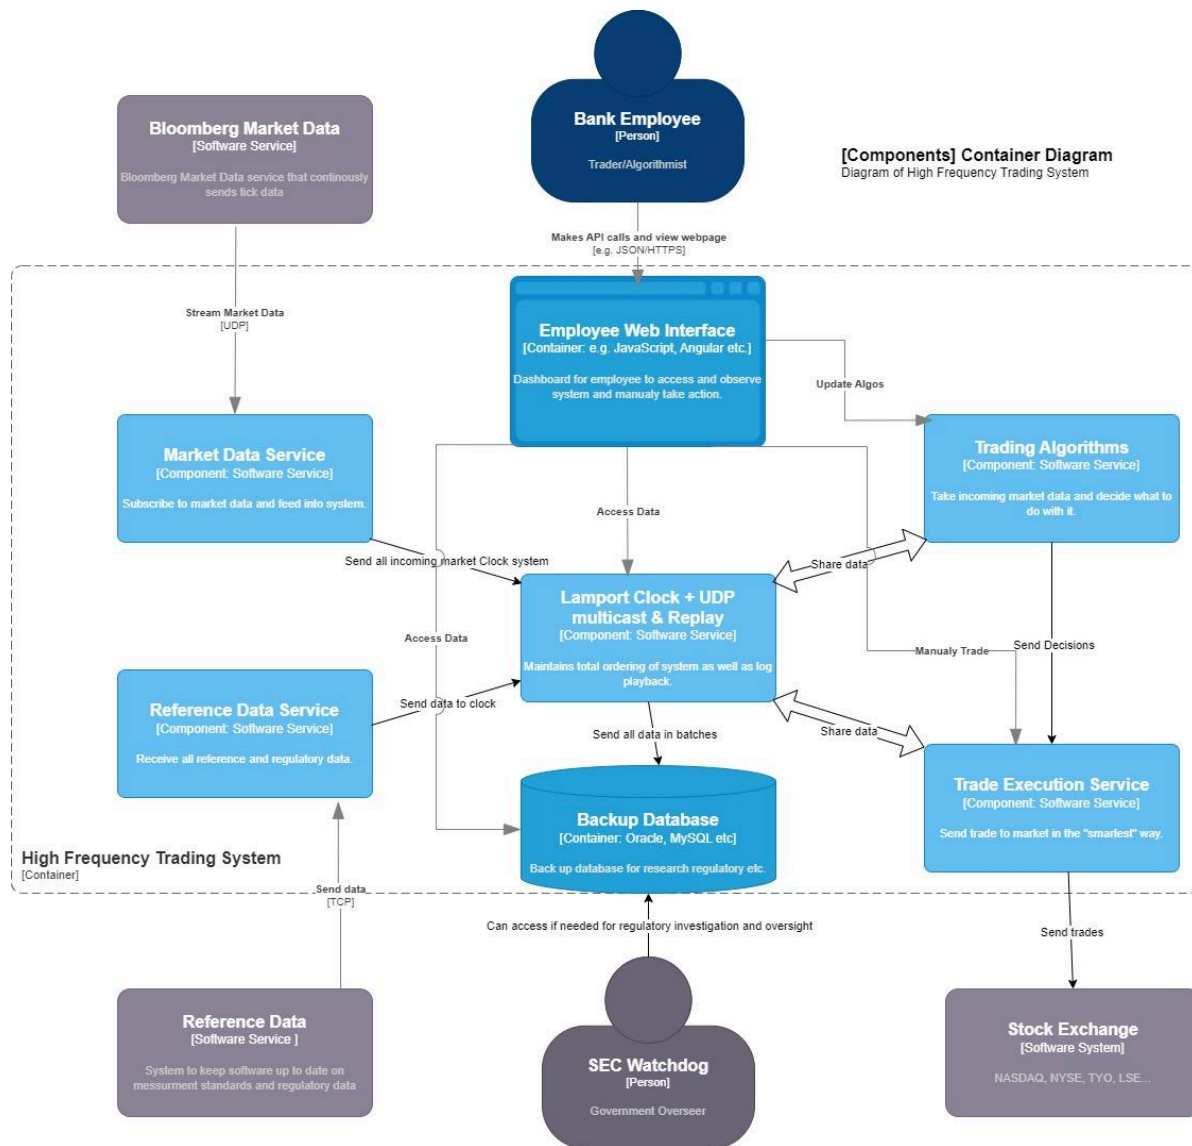 Bank Employee
[Person]
Trader/Algorithmist
Bloomberg Market Data
[Software Service]
Bloomberg Market Data service that continously
sends tick data
[Components] Container Diagram
Diagram of High Frequency Trading System
Makes API calls and view webpage
[e.g. JSON/HTTPS]
Stream Market Data
[UDP]
Employee Web Interface
[Container: e.g. JavaScript, Angular etc.]
Dashboard for employee to access and observe
system and manualy take action.
Update Algos
Market Data Service
[Component: Software Service]
Subscribe to market data and feed into system.
Trading Algorithms
[Component: Software Service]
Take incoming market data and decide what to
do with it.
Access Data
Send all incoming market Clock system
Share data
Lamport Clock + UDP
multicast & Replay
[Component: Software Service]
Maintains total ordering of system as well as log
playback.
Access Data
Manualy Trade
Send Decisions
Reference Data Service
[Component: Software Service]
Receive all reference and regulatory data.
Send data to clock
Send all data in batches
Share data
Trade Execution Service
[Component: Software Service]
Send trade to market in the "smartest" way.
Backup Database
[Container: Oracle, MySQL etc]
Back up database for research regulatory etc.
High Frequency Trading System
[Container]
Send data
[TCP]
Can access if needed for regulatory investigation and oversight
Send trades
Reference Data
[Software Service ]
System to keep software up to date on
messurment standards and regulatory data
SEC Watchdog
[Person]
Government Overseer
Stock Exchange
[Software System]
NASDAQ, NYSE, TYO, LSE...